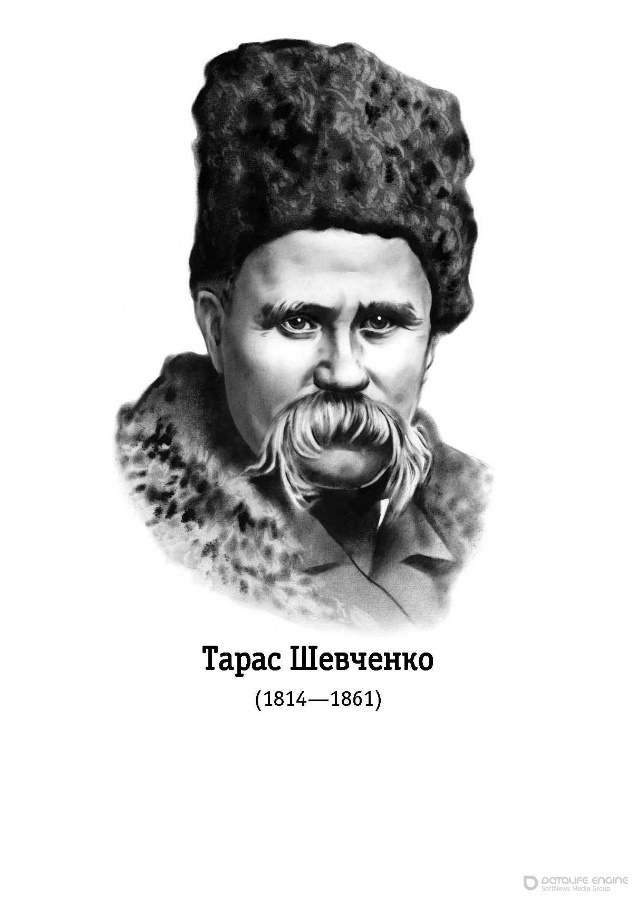 Тарас Шевченко
(1814—1861)
DATALIFE ENGINE
SoftNews Media Group